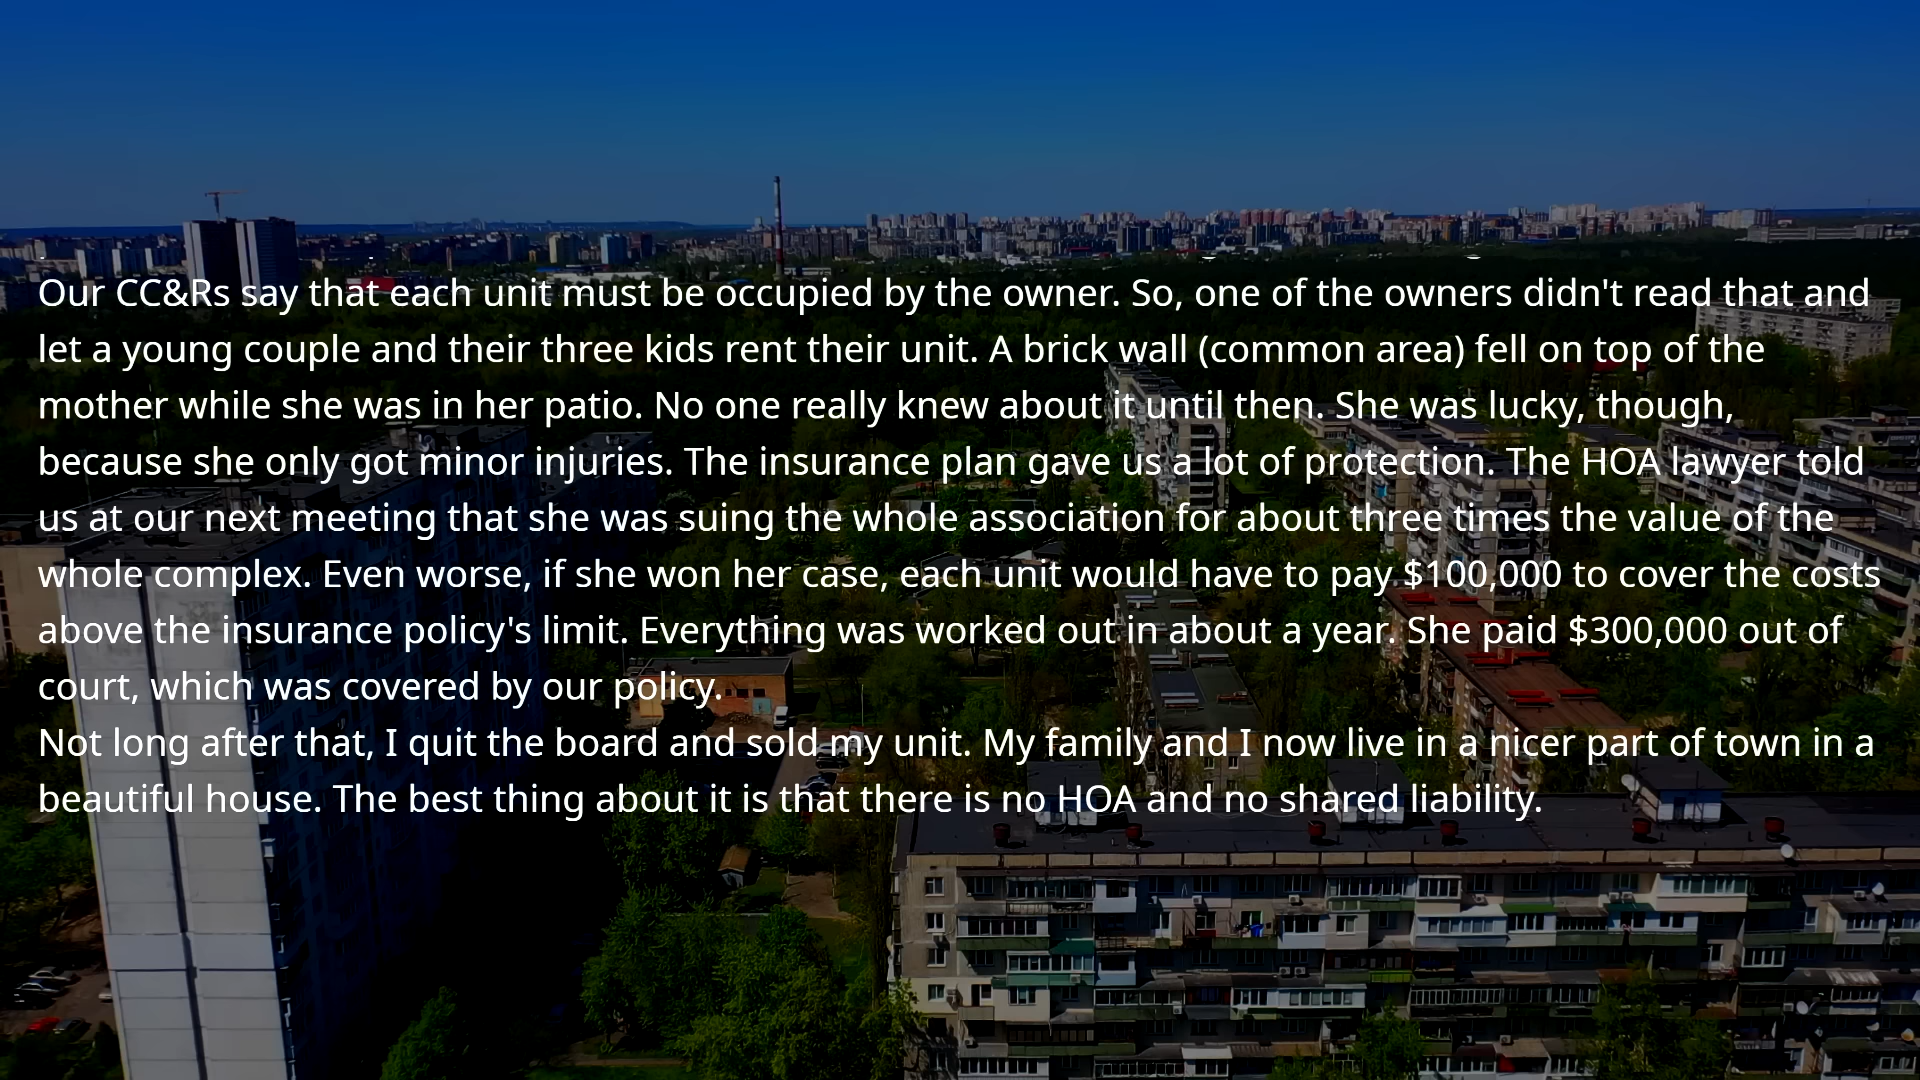 Our CC&Rs say that each unit must be occupied by the owner. So, one of the owners didn't read that and
let a young couple and their three kids rent their unit. A brick wall (common area) fell on top of the
mother while she was in her patio. No one really knew about it until then. She was lucky, though,
because she only got minor injuries. The insurance plan gave us a lot of protection. The HOA lawyer told
us at our next meeting that she was suing the whole association for about three times the value of the
whole complex. Even worse, if she won her case, each unit would have to pay $100,000 to cover the costs
above the insurance policy's limit. Everything was worked out in about a year. She paid $300,000 out of
court, which was covered by our policy.
Not long after that, I quit the board and sold my unit. My family and I now live in a nicer part of town in a
beautiful house. The best thing about it is that there is no HOA and no shared liability.